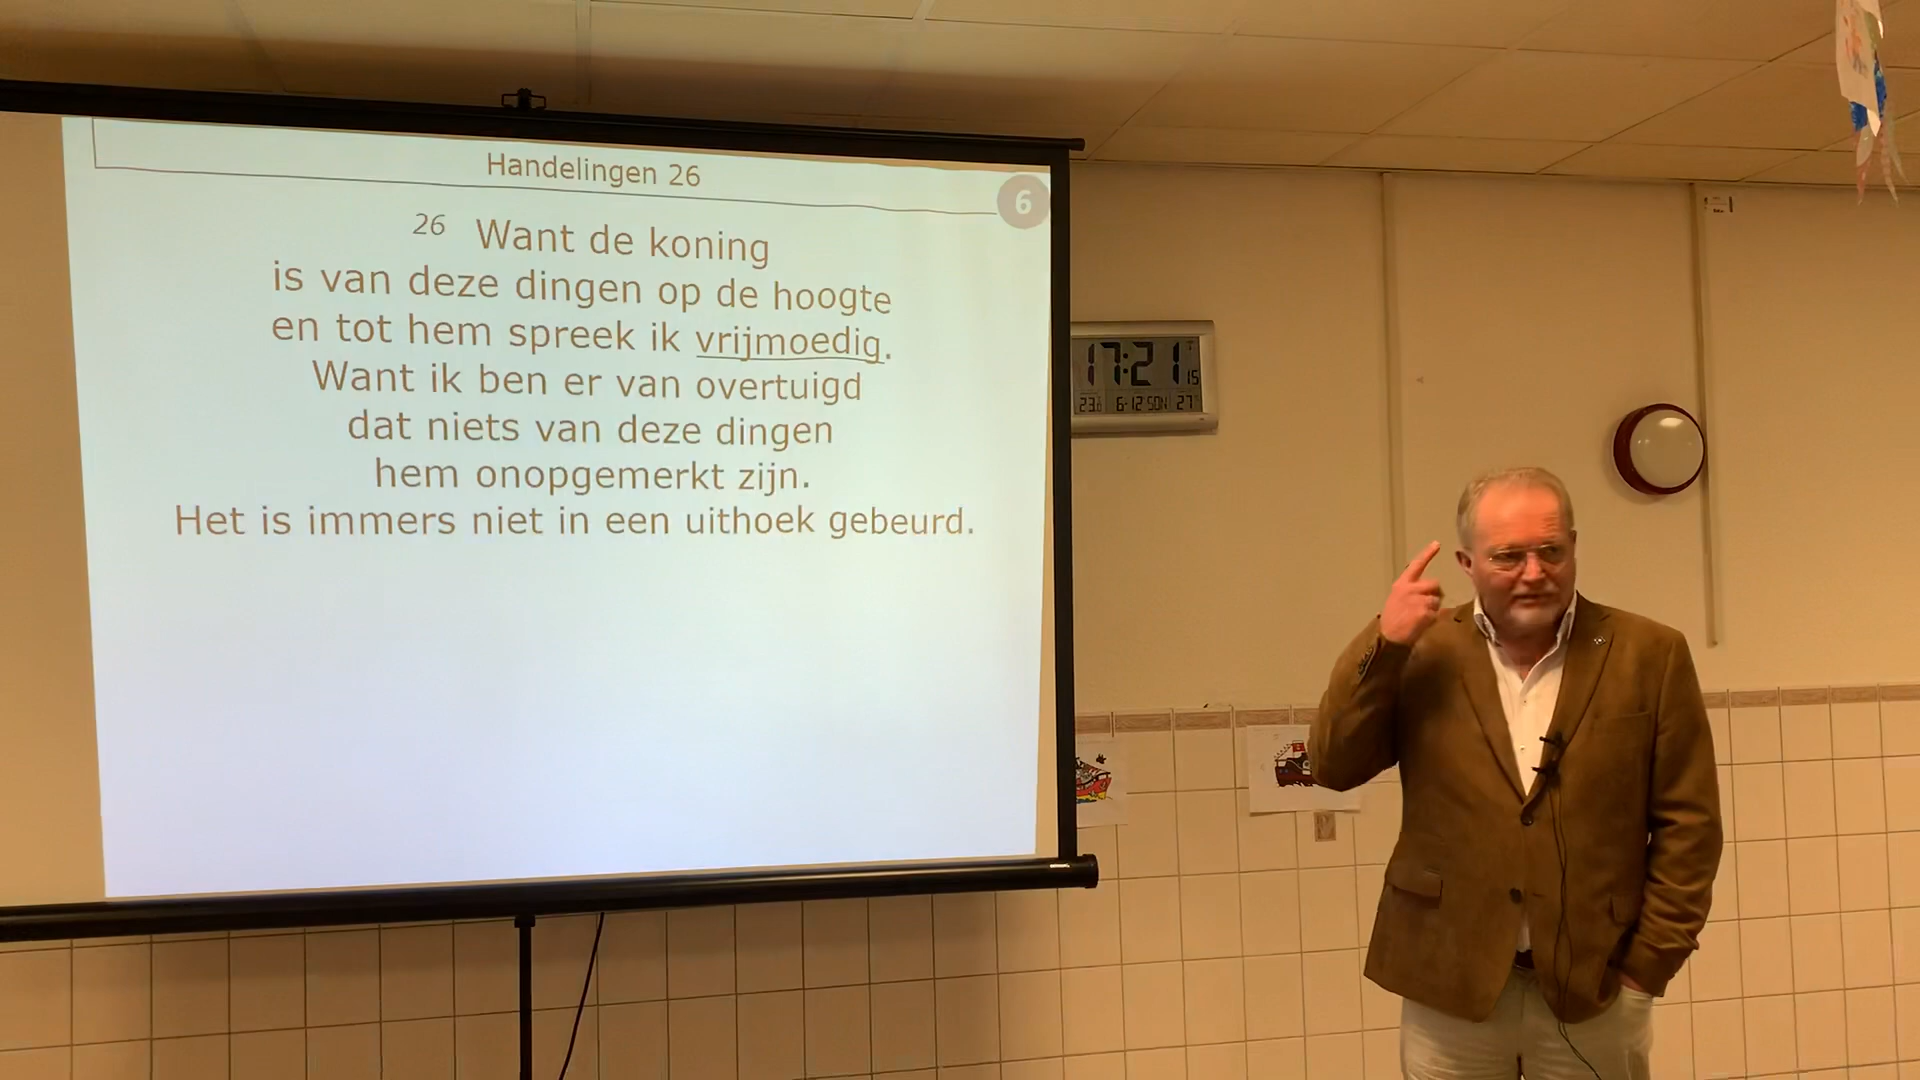 Handelingen 26
6
26 Want de koning
is van deze dingen op de hoogte
en tot hem spreek ik vrijmoedig.
Want ik ben er van overtuigd
dat niets van deze dingen
hem onopgemerkt zijn.
Het is immers niet in een uithoek gebeurd.
17:21 15
23.6 6-12 SON 27